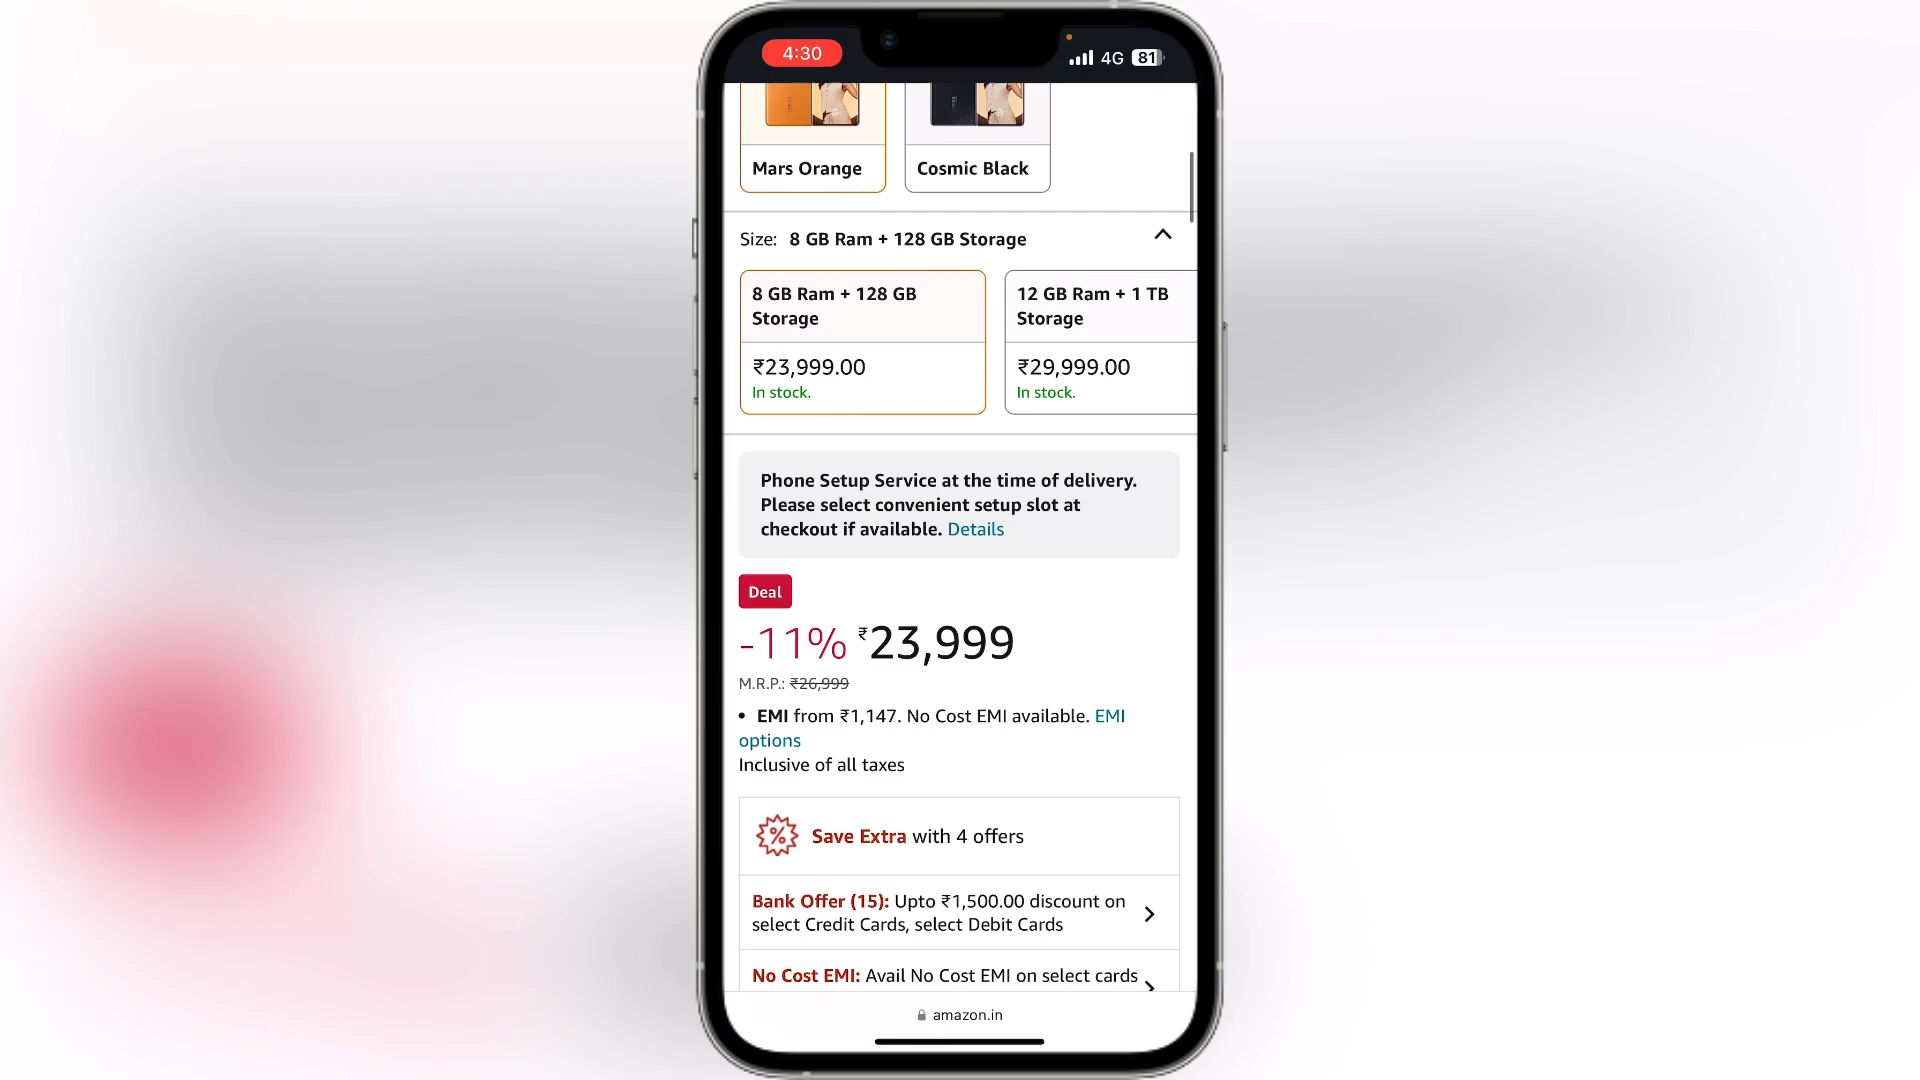 4:30
4G 81
Mars Orange
Cosmic Black
Size: 8 GB Ram + 128 GB Storage
8 GB Ram + 128 GB
Storage
₹23,999.00
In stock.
12 GB Ram + 1 TB
Storage
₹29,999.00
In stock.
Phone Setup Service at the time of delivery.
Please select convenient setup slot at
checkout if available. Details
Deal
-11% ₹23,999
M.R.P.: ₹26,999
• EMI from ₹1,147. No Cost EMI available. EMI
options
Inclusive of all taxes
Save Extra with 4 offers
Bank Offer (15): Upto ₹1,500.00 discount on
select Credit Cards, select Debit Cards
No Cost EMI: Avail No Cost EMI on select cards
amazon.in